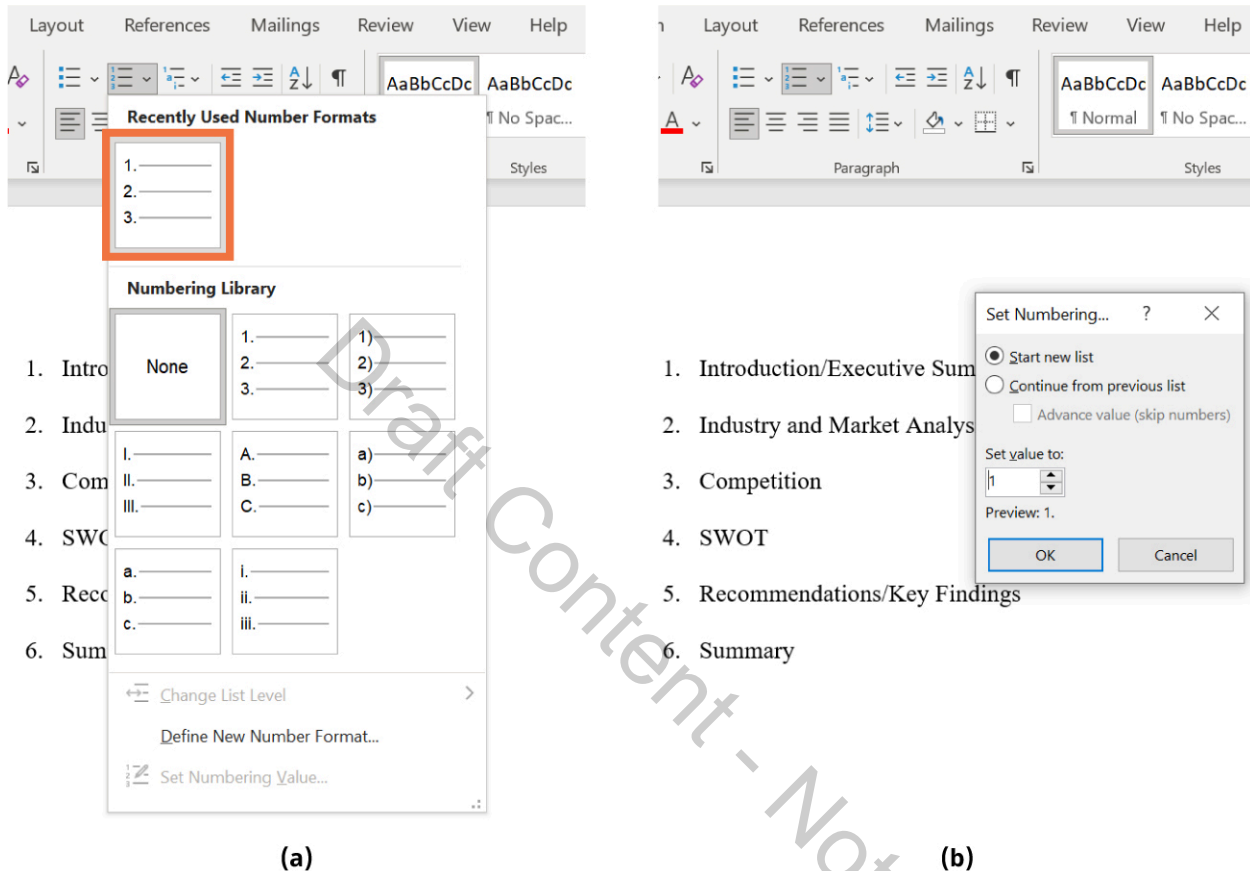 Layout References Mailings Review View Help
AaBbCcDc AaBbCcDc
¶ No Spac...
Styles
Recently Used Number Formats
1.
2.
3.
Numbering Library
None
1.
2.
3.
1)
2)
3)
I.
II.
III.
A.
B.
C.
a)
b)
c)
a.
b.
c.
i.
ii.
iii.
Change List Level
Define New Number Format...
Set Numbering Value...
1. Intro
2. Indu
3. Com
4. SWO
5. Reco
6. Sum
(a)
Layout References Mailings Review View Help
AaBbCcDc AaBbCcDc
¶ Normal ¶ No Spac...
Paragraph Styles
1. Introduction/Executive Sum
2. Industry and Market Analys
3. Competition
4. SWOT
5. Recommendations/Key Findings
6. Summary
Set Numbering... ?
Start new list
Continue from previous list
Advance value (skip numbers)
Set value to:
1
Preview: 1.
OK Cancel
(b)
Draft Content - Not